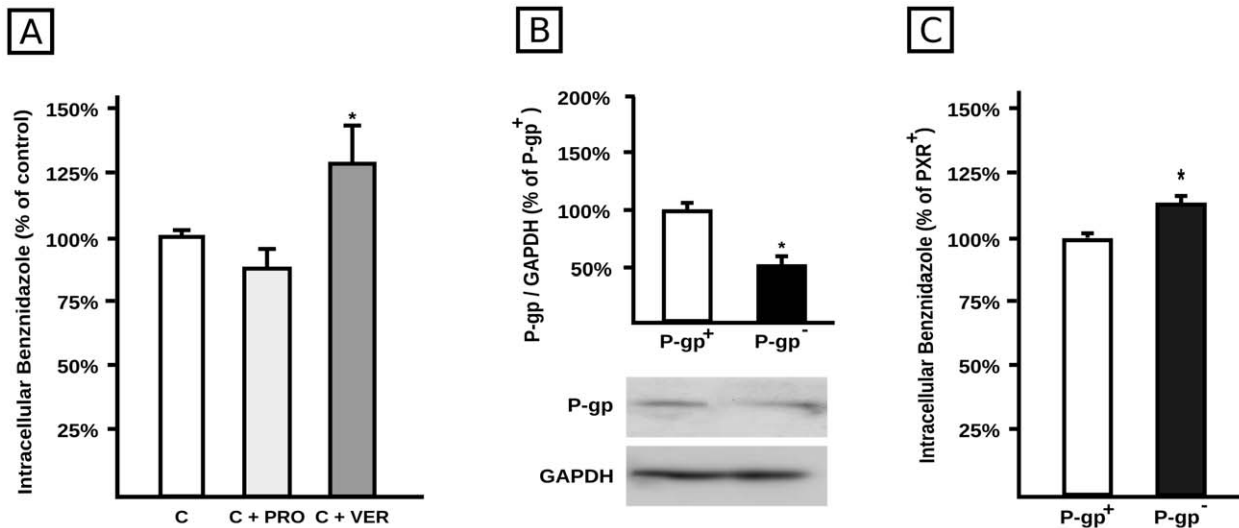 A
Intracellular Benznidazole (% of control)
150%
125%
100%
75%
50%
25%
*
C
C + PRO
C + VER
B
P-gp / GAPDH (% of P-gp+)
200%
150%
100%
50%
*
P-gp+
P-gp-
P-gp
GAPDH
C
Intracellular Benznidazole (% of PXR+)
150%
125%
100%
75%
50%
25%
*
P-gp+
P-gp-